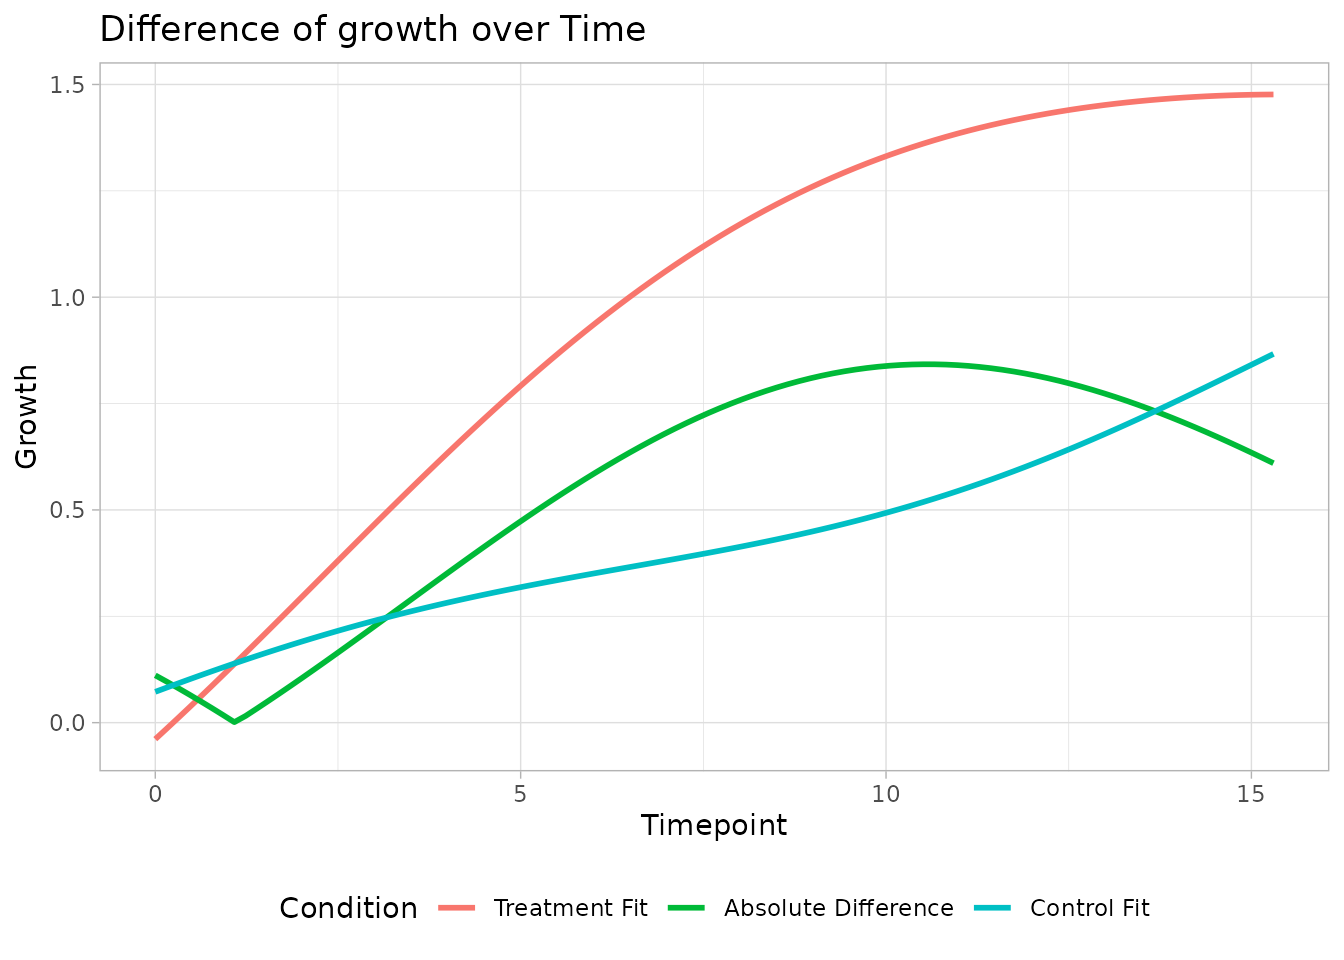 Difference of growth over Time
Growth
1.5
1.0
0.5
0.0
0 5 10 15
Timepoint
Condition Treatment Fit Absolute Difference Control Fit